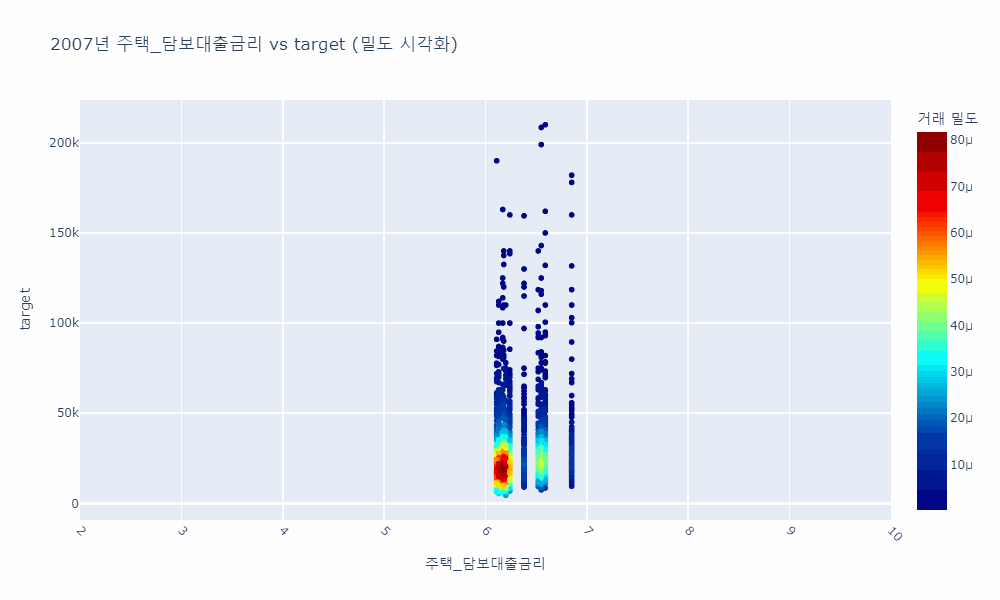 2007년 주택_담보대출금리 vs target (밀도 시각화)
거래 밀도
80µ
70µ
60µ
50µ
40µ
30µ
20µ
10µ
200k
150k
100k
50k
0
target
2
3
4
5
6
7
8
9
10
주택_담보대출금리